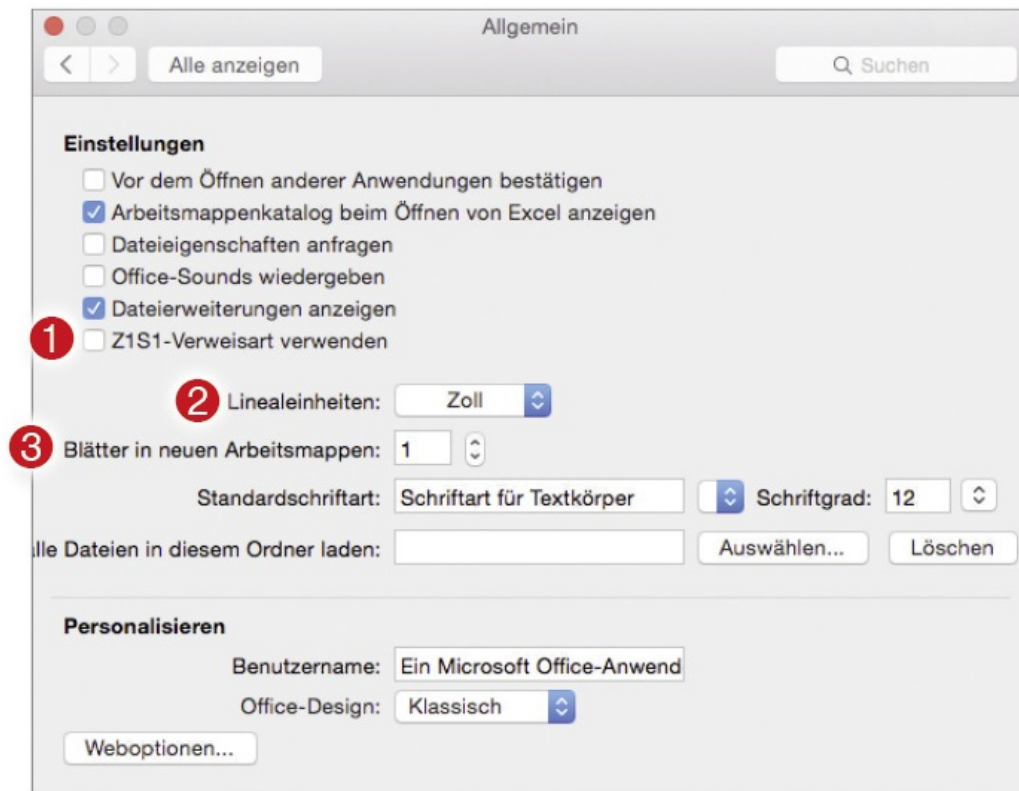 Allgemein
Alle anzeigen Suchen
Einstellungen
Vor dem Öffnen anderer Anwendungen bestätigen
Arbeitsmappenkatalog beim Öffnen von Excel anzeigen
Dateieigenschaften anfragen
Office-Sounds wiedergeben
Dateierweiterungen anzeigen
1 Z1S1-Verweisart verwenden
2 Linealeinheiten: Zoll
3 Blätter in neuen Arbeitsmappen: 1
Standardschriftart: Schriftart für Textkörper Schriftgrad: 12
lle Dateien in diesem Ordner laden: Auswählen... Löschen
Personalisieren
Benutzername: Ein Microsoft Office-Anwend
Office-Design: Klassisch
Weboptionen...